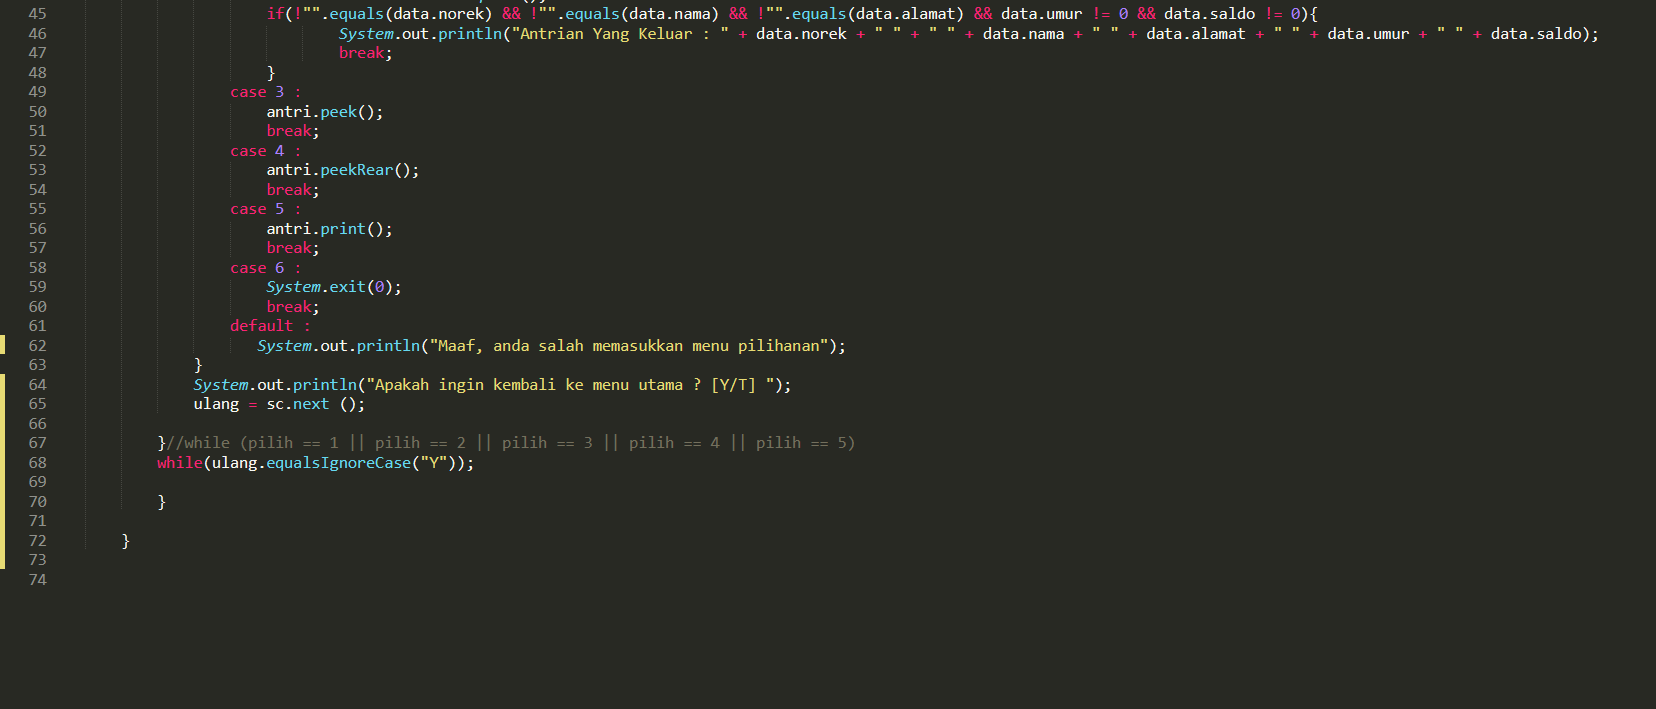 45 if(!"".equals(data.norek) && !"".equals(data.nama) && !"".equals(data.alamat) && data.umur != 0 && data.saldo != 0){
46 System.out.println("Antrian Yang Keluar : " + data.norek + " " + " " + data.nama + " " + data.alamat + " " + data.umur + " " + data.saldo);
47 break;
48 }
49 case 3 :
50 antri.peek();
51 break;
52 case 4 :
53 antri.peekRear();
54 break;
55 case 5 :
56 antri.print();
57 break;
58 case 6 :
59 System.exit(0);
60 break;
61 default :
62 System.out.println("Maaf, anda salah memasukkan menu pilihanan");
63 }
64 System.out.println("Apakah ingin kembali ke menu utama ? [Y/T] ");
65 ulang = sc.next ();
66
67 }//while (pilih == 1 || pilih == 2 || pilih == 3 || pilih == 4 || pilih == 5)
68 while(ulang.equalsIgnoreCase("Y"));
69
70 }
71
72 }
73
74